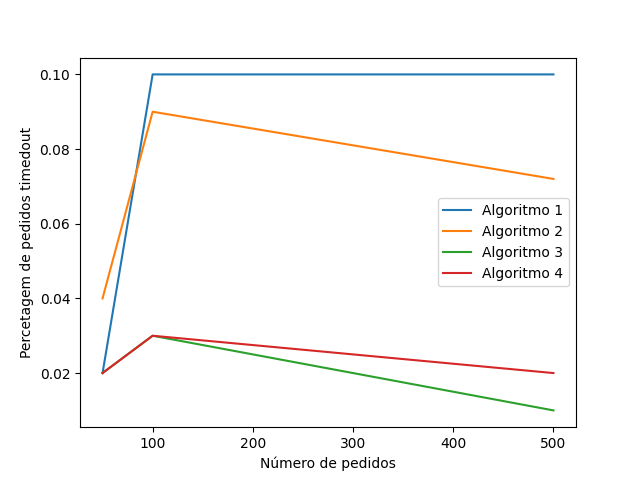 0.10
0.08
0.06
0.04
0.02
Percetagem de pedidos timedout
Algoritmo 1
Algoritmo 2
Algoritmo 3
Algoritmo 4
100 200 300 400 500
Número de pedidos